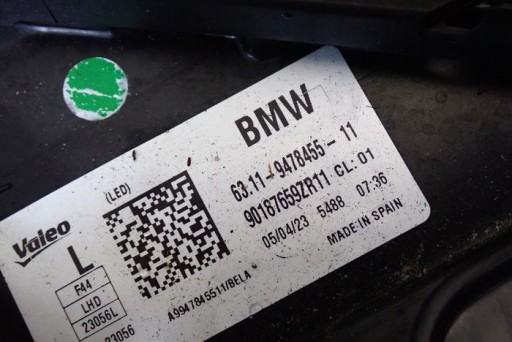 BMW
63.11 9478455-11
90187659ZR11 CL:01
05/04/23 5488 07:36
MADE IN SPAIN
(LED)
Valeo
L
F44
LHD
23056L
23056
A9947845511/BELA